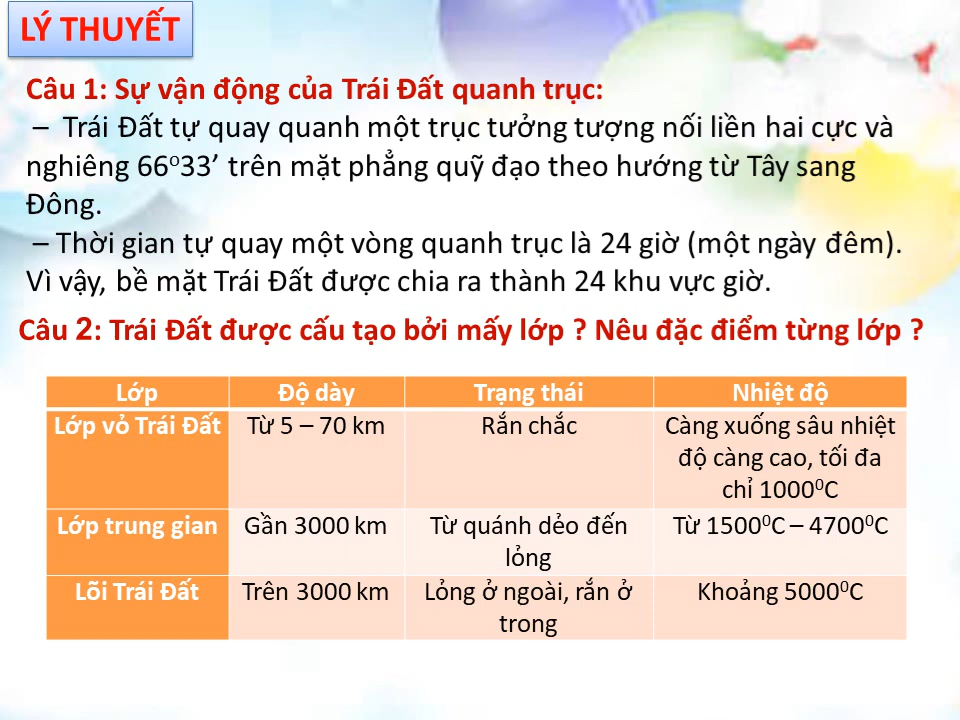 LÝ THUYẾT
Câu 1: Sự vận động của Trái Đất quanh trục:
– Trái Đất tự quay quanh một trục tưởng tượng nối liền hai cực và
nghiêng 66º33’ trên mặt phẳng quỹ đạo theo hướng từ Tây sang
Đông.
– Thời gian tự quay một vòng quanh trục là 24 giờ (một ngày đêm).
Vì vậy, bề mặt Trái Đất được chia ra thành 24 khu vực giờ.
Câu 2: Trái Đất được cấu tạo bởi mấy lớp ? Nêu đặc điểm từng lớp ?
Lớp Độ dày Trạng thái Nhiệt độ
Lớp vỏ Trái Đất Từ 5 – 70 km Rắn chắc Càng xuống sâu nhiệt
độ càng cao, tối đa
chỉ 1000⁰C
Lớp trung gian Gần 3000 km Từ quánh dẻo đến Từ 1500⁰C – 4700⁰C
lỏng
Lõi Trái Đất Trên 3000 km Lỏng ở ngoài, rắn ở Khoảng 5000⁰C
trong